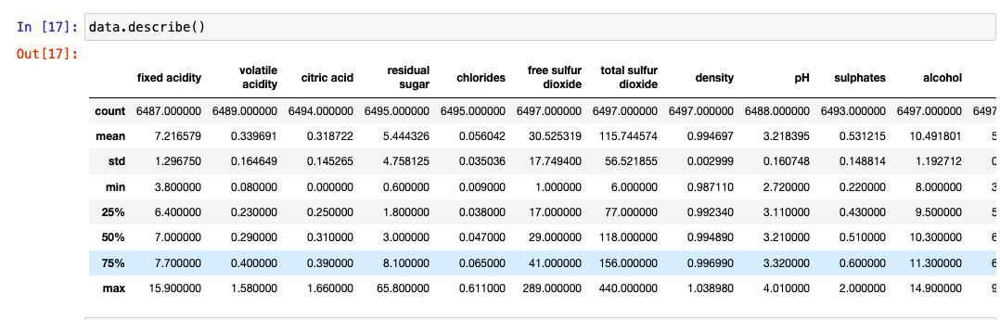 In [17]: data.describe()
Out[17]:
fixed acidity volatile acidity citric acid residual sugar chlorides free sulfur dioxide total sulfur dioxide density pH sulphates alcohol
count 6487.000000 6489.000000 6494.000000 6495.000000 6495.000000 6497.000000 6497.000000 6497.000000 6488.000000 6493.000000 6497.000000 6497
mean 7.216579 0.339691 0.318722 5.444326 0.056042 30.525319 115.744574 0.994697 3.218395 0.531215 10.491801 5
std 1.296750 0.164649 0.145265 4.758125 0.035036 17.749400 56.521855 0.002999 0.160748 0.148814 1.192712 0
min 3.800000 0.080000 0.000000 0.600000 0.009000 1.000000 6.000000 0.987110 2.720000 0.220000 8.000000 3
25% 6.400000 0.230000 0.250000 1.800000 0.038000 17.000000 77.000000 0.992340 3.110000 0.430000 9.500000 5
50% 7.000000 0.290000 0.310000 3.000000 0.047000 29.000000 118.000000 0.994890 3.210000 0.510000 10.300000 6
75% 7.700000 0.400000 0.390000 8.100000 0.065000 41.000000 156.000000 0.996990 3.320000 0.600000 11.300000 6
max 15.900000 1.580000 1.660000 65.800000 0.611000 289.000000 440.000000 1.038980 4.010000 2.000000 14.900000 9